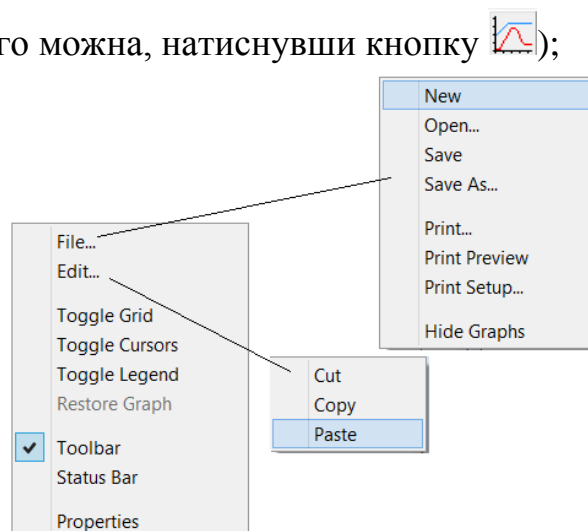 го можна, натиснувши кнопку );
New
Open...
Save
Save As...
Print...
Print Preview
Print Setup...
Hide Graphs
File...
Edit...
Toggle Grid
Toggle Cursors
Toggle Legend
Restore Graph
Toolbar
Status Bar
Properties
Cut
Copy
Paste